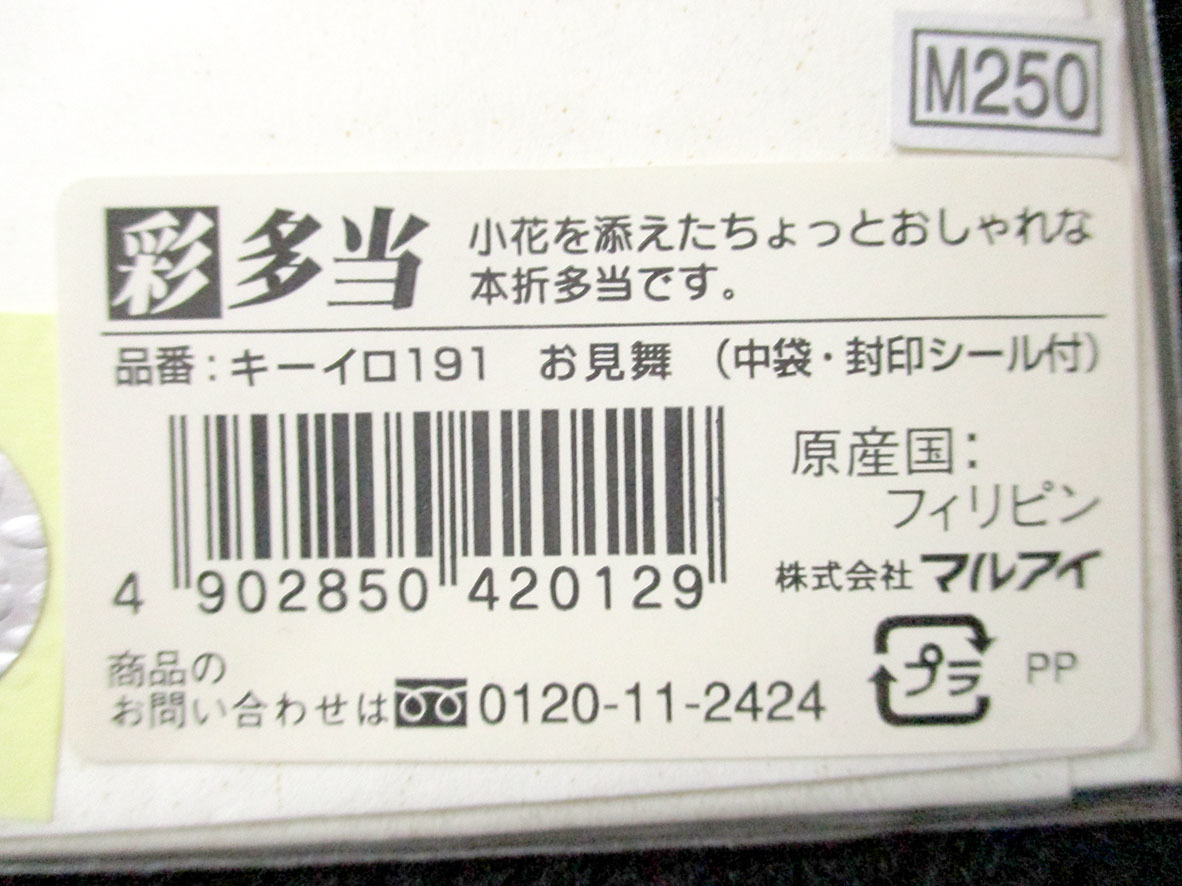 M250
彩多当
小花を添えたちょっとおしゃれな
本折多当です。
品番：キーイロ191 お見舞 （中袋・封印シール付）
4 902850 420129
原産国：
フィリピン
株式会社 マルアイ
プラ PP
商品の
お問い合わせは 0120-11-2424